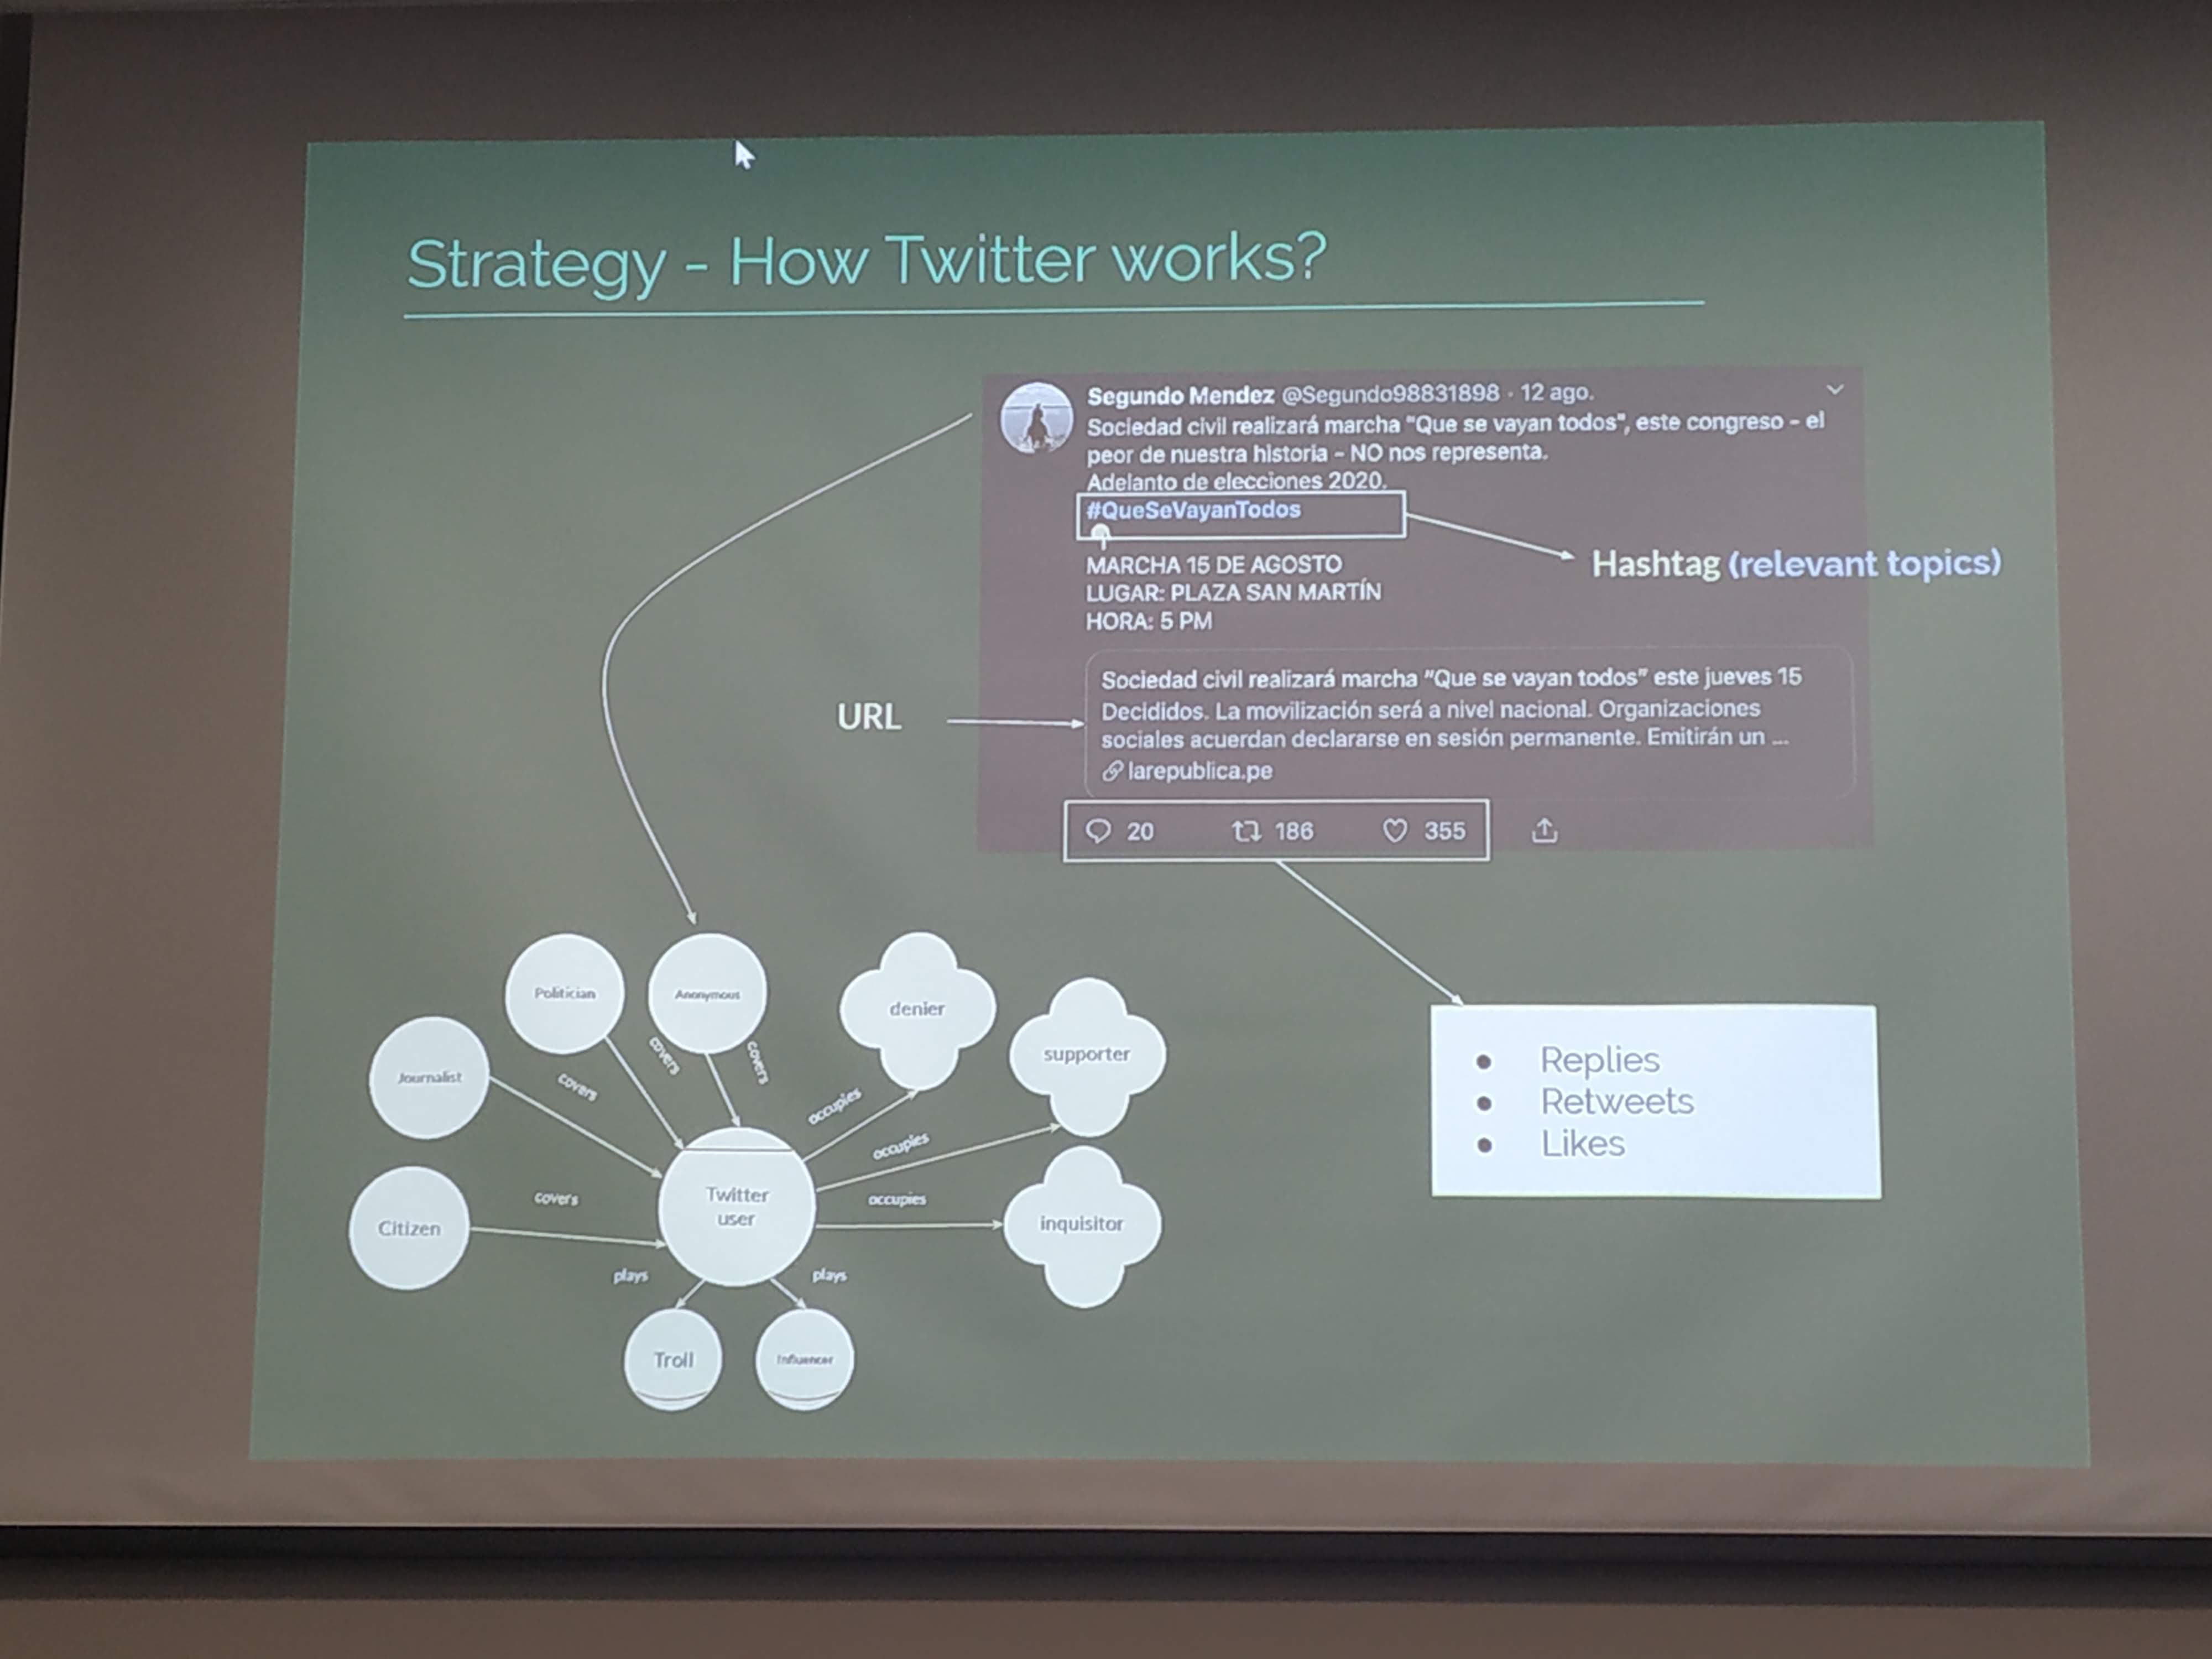 Strategy - How Twitter works?
Segundo Mendez @Segundo98831898 · 12 ago.
Sociedad civil realizará marcha "Que se vayan todos", este congreso - el
peor de nuestra historia - NO nos representa.
Adelanto de elecciones 2020.
#QueSeVayanTodos
Hashtag (relevant topics)
MARCHA 15 DE AGOSTO
LUGAR: PLAZA SAN MARTÍN
HORA: 5 PM
URL
Sociedad civil realizará marcha "Que se vayan todos" este jueves 15
Decididos. La movilización será a nivel nacional. Organizaciones
sociales acuerdan declararse en sesión permanente. Emitirán un ...
larepublica.pe
20
186
355
Politician
Anonymous
denier
supporter
Journalist
covers
covers
covers
occupies
occupies
Citizen
covers
Twitter
user
occupies
inquisitor
plays
plays
Troll
Influencer
• Replies
• Retweets
• Likes